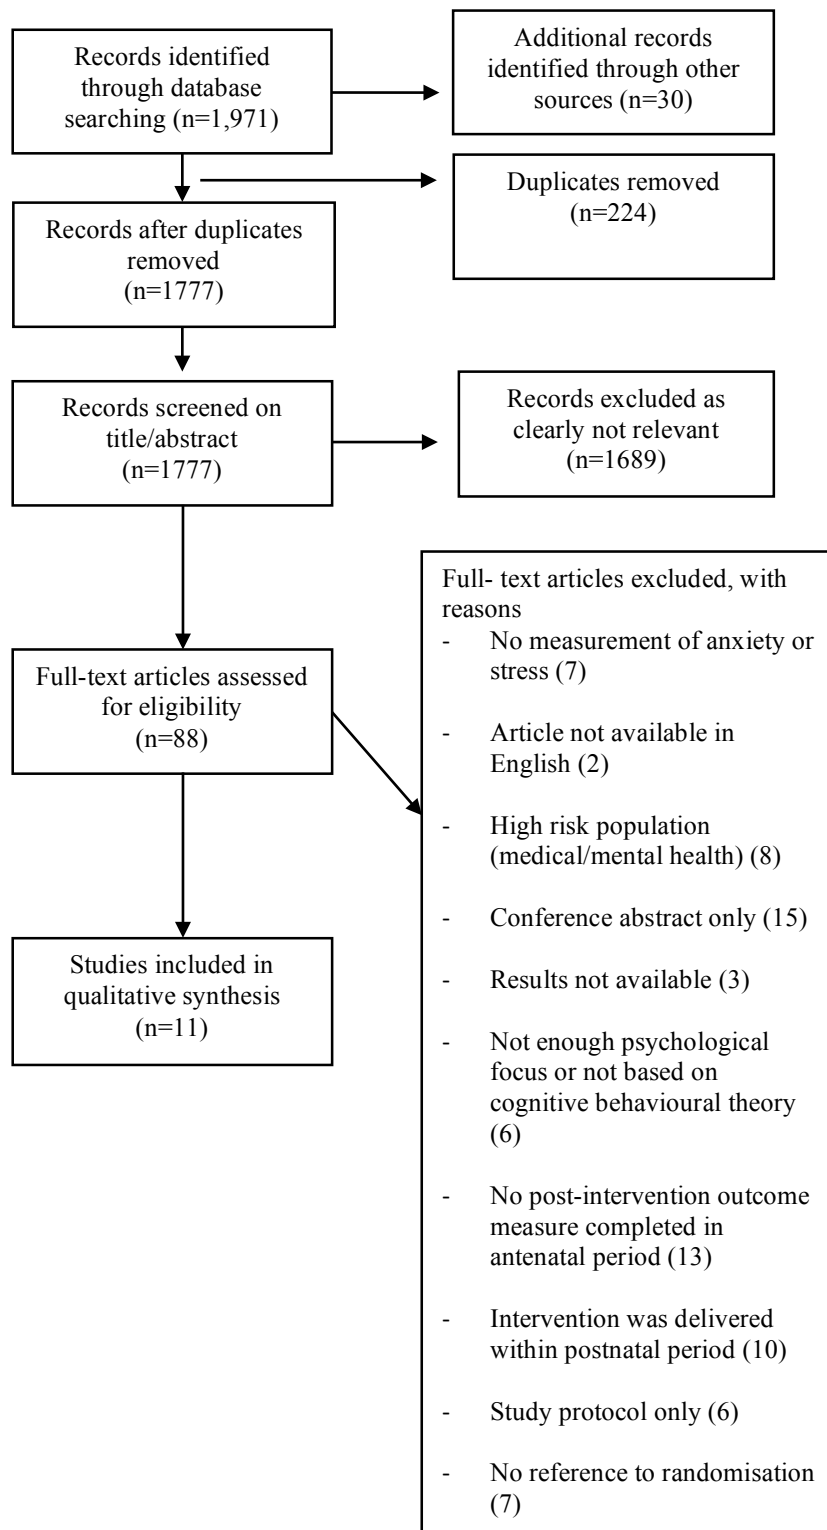 Records identified
through database
searching (n=1,971)
Additional records
identified through other
sources (n=30)
Duplicates removed
(n=224)
Records after duplicates
removed
(n=1777)
Records screened on
title/abstract
(n=1777)
Records excluded as
clearly not relevant
(n=1689)
Full-text articles assessed
for eligibility
(n=88)
Full- text articles excluded, with
reasons
- No measurement of anxiety or
stress (7)
- Article not available in
English (2)
- High risk population
(medical/mental health) (8)
- Conference abstract only (15)
- Results not available (3)
- Not enough psychological
focus or not based on
cognitive behavioural theory
(6)
- No post-intervention outcome
measure completed in
antenatal period (13)
- Intervention was delivered
within postnatal period (10)
- Study protocol only (6)
- No reference to randomisation
(7)
Studies included in
qualitative synthesis
(n=11)